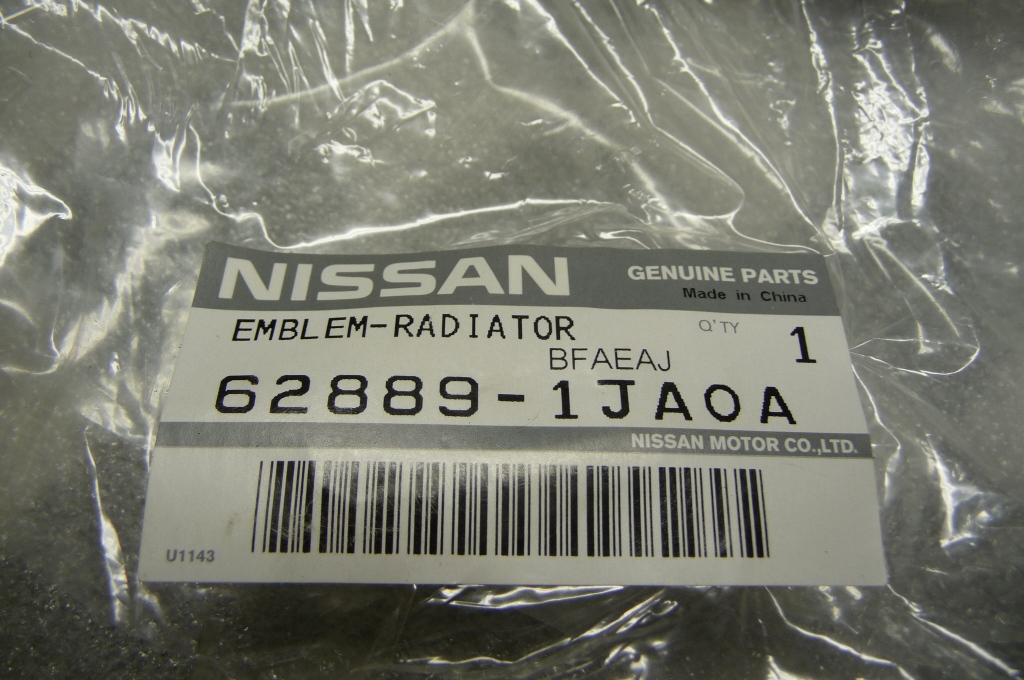 NISSAN
GENUINE PARTS
Made in China
EMBLEM-RADIATOR
Q'TY
1
BFAEAJ
62889-1JA0A
NISSAN MOTOR CO.,LTD.
U1143